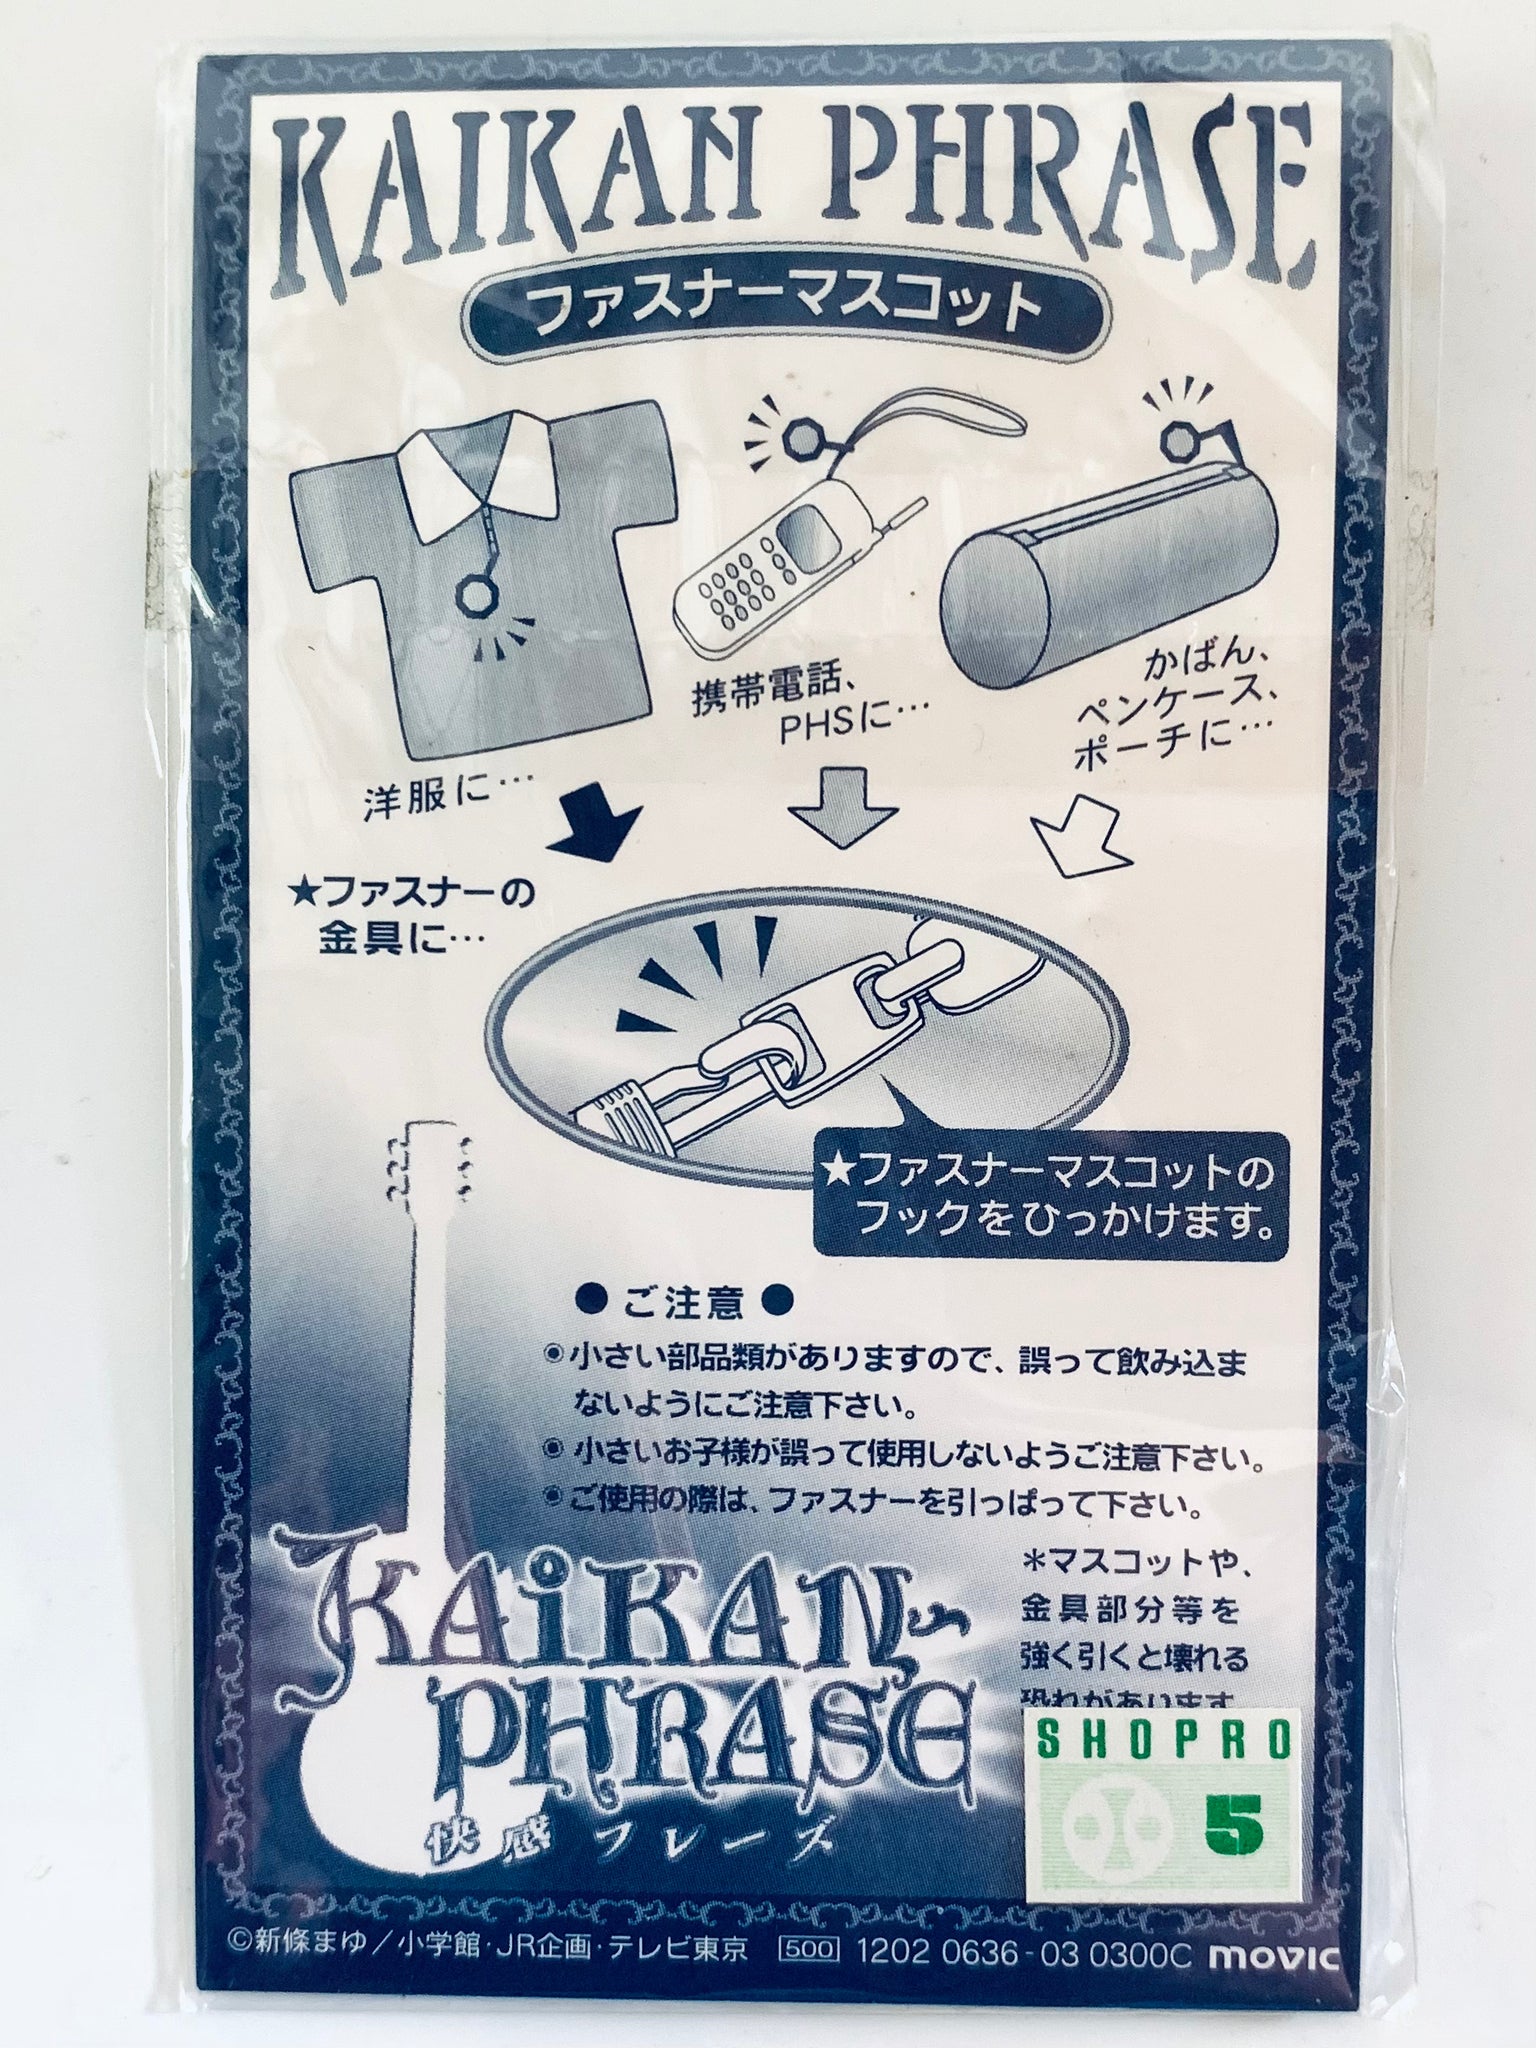 KAIKAN PHRASE
ファスナーマスコット
洋服に…
携帯電話、
PHSに…
かばん、
ペンケース、
ポーチに…
★ファスナーの
金具に…
★ファスナーマスコットの
フックをひっかけます。
●ご注意●
◉小さい部品類がありますので、誤って飲み込ま
ないようにご注意下さい。
◉小さいお子様が誤って使用しないようご注意下さい。
◉ご使用の際は、ファスナーを引っぱって下さい。
＊マスコットや、
金具部分等を
強く引くと壊れる
恐れがあります
KAiKAN
PHRASE
快感フレーズ
SHOPRO
5
©新條まゆ／小学館・JR企画・テレビ東京 500 1202 0636-03 0300C movic